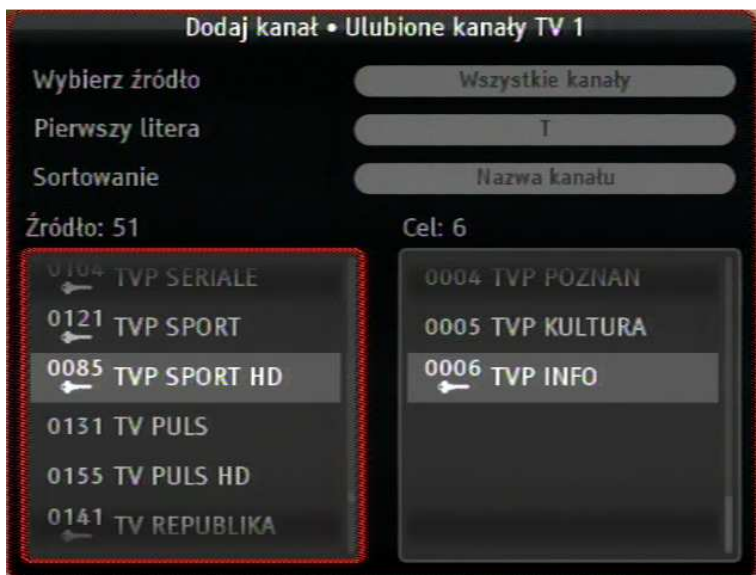 Dodaj kanał • Ulubione kanały TV 1
Wybierz źródło Wszystkie kanały
Pierwszy litera T
Sortowanie Nazwa kanału
Źródło: 51 Cel: 6
0164 TVP SERIALE 0004 TVP POZNAŃ
0121 TVP SPORT 0005 TVP KULTURA
0085 TVP SPORT HD 0006 TVP INFO
0131 TV PULS
0155 TV PULS HD
0141 TV REPUBLIKA